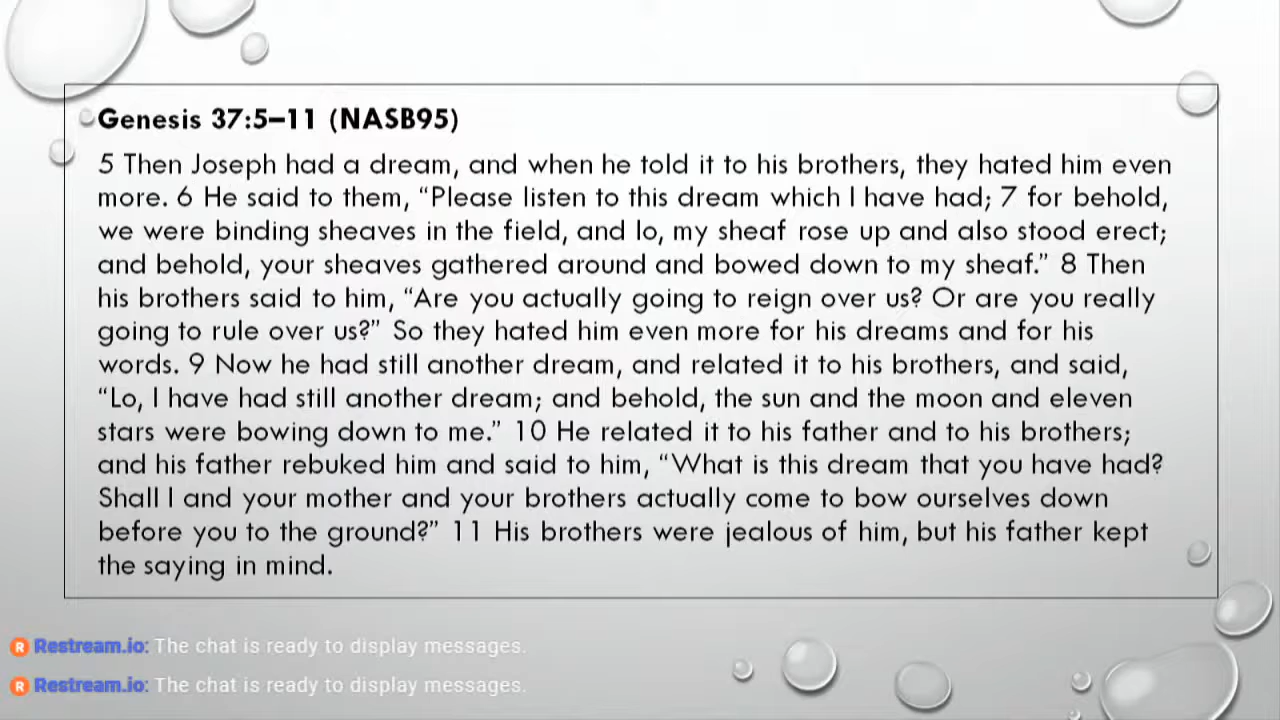 Genesis 37:5–11 (NASB95)
5 Then Joseph had a dream, and when he told it to his brothers, they hated him even
more. 6 He said to them, “Please listen to this dream which I have had; 7 for behold,
we were binding sheaves in the field, and lo, my sheaf rose up and also stood erect;
and behold, your sheaves gathered around and bowed down to my sheaf.” 8 Then
his brothers said to him, “Are you actually going to reign over us? Or are you really
going to rule over us?” So they hated him even more for his dreams and for his
words. 9 Now he had still another dream, and related it to his brothers, and said,
“Lo, I have had still another dream; and behold, the sun and the moon and eleven
stars were bowing down to me.” 10 He related it to his father and to his brothers;
and his father rebuked him and said to him, “What is this dream that you have had?
Shall I and your mother and your brothers actually come to bow ourselves down
before you to the ground?” 11 His brothers were jealous of him, but his father kept
the saying in mind.
R Restream.io: The chat is ready to display messages.
R Restream.io: The chat is ready to display messages.